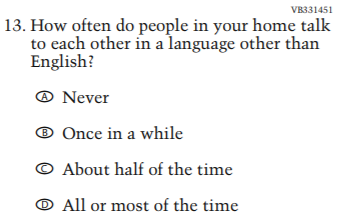 VB331451
13. How often do people in your home talk
to each other in a language other than
English?
Ⓐ Never
Ⓑ Once in a while
Ⓒ About half of the time
Ⓓ All or most of the time